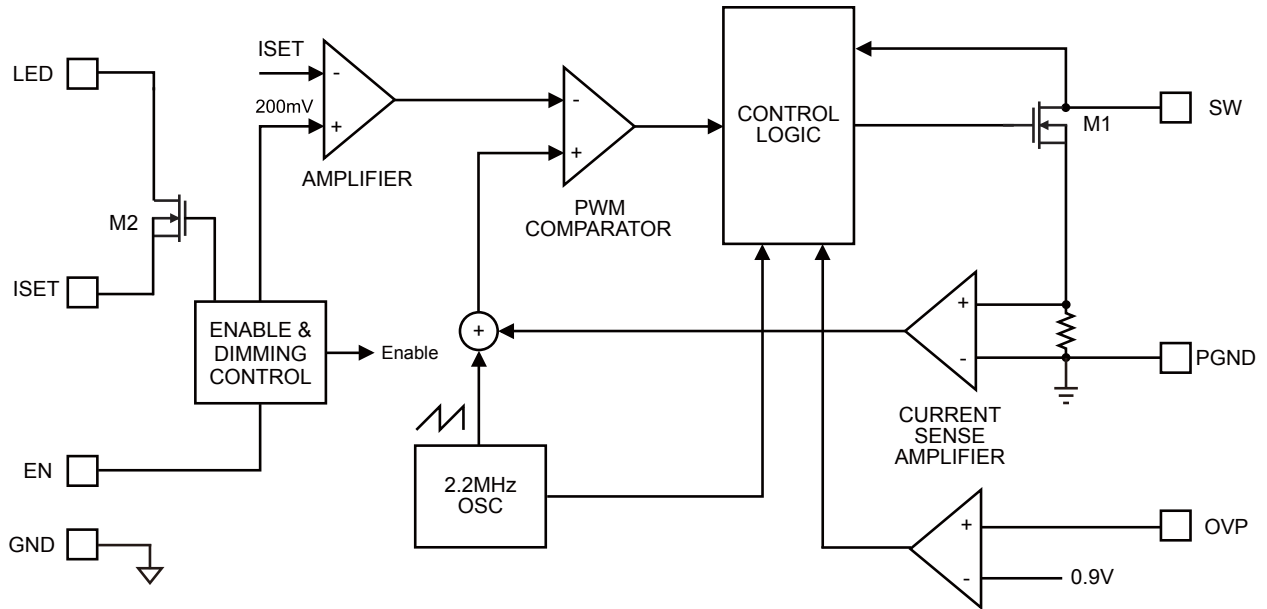 ISET
LED
-
200mV
+
AMPLIFIER
-
+
PWM
COMPARATOR
CONTROL
LOGIC
M1
SW
M2
ISET
ENABLE &
DIMMING
CONTROL
Enable
+
+
-
PGND
CURRENT
SENSE
AMPLIFIER
EN
2.2MHz
OSC
GND
+
OVP
-
0.9V